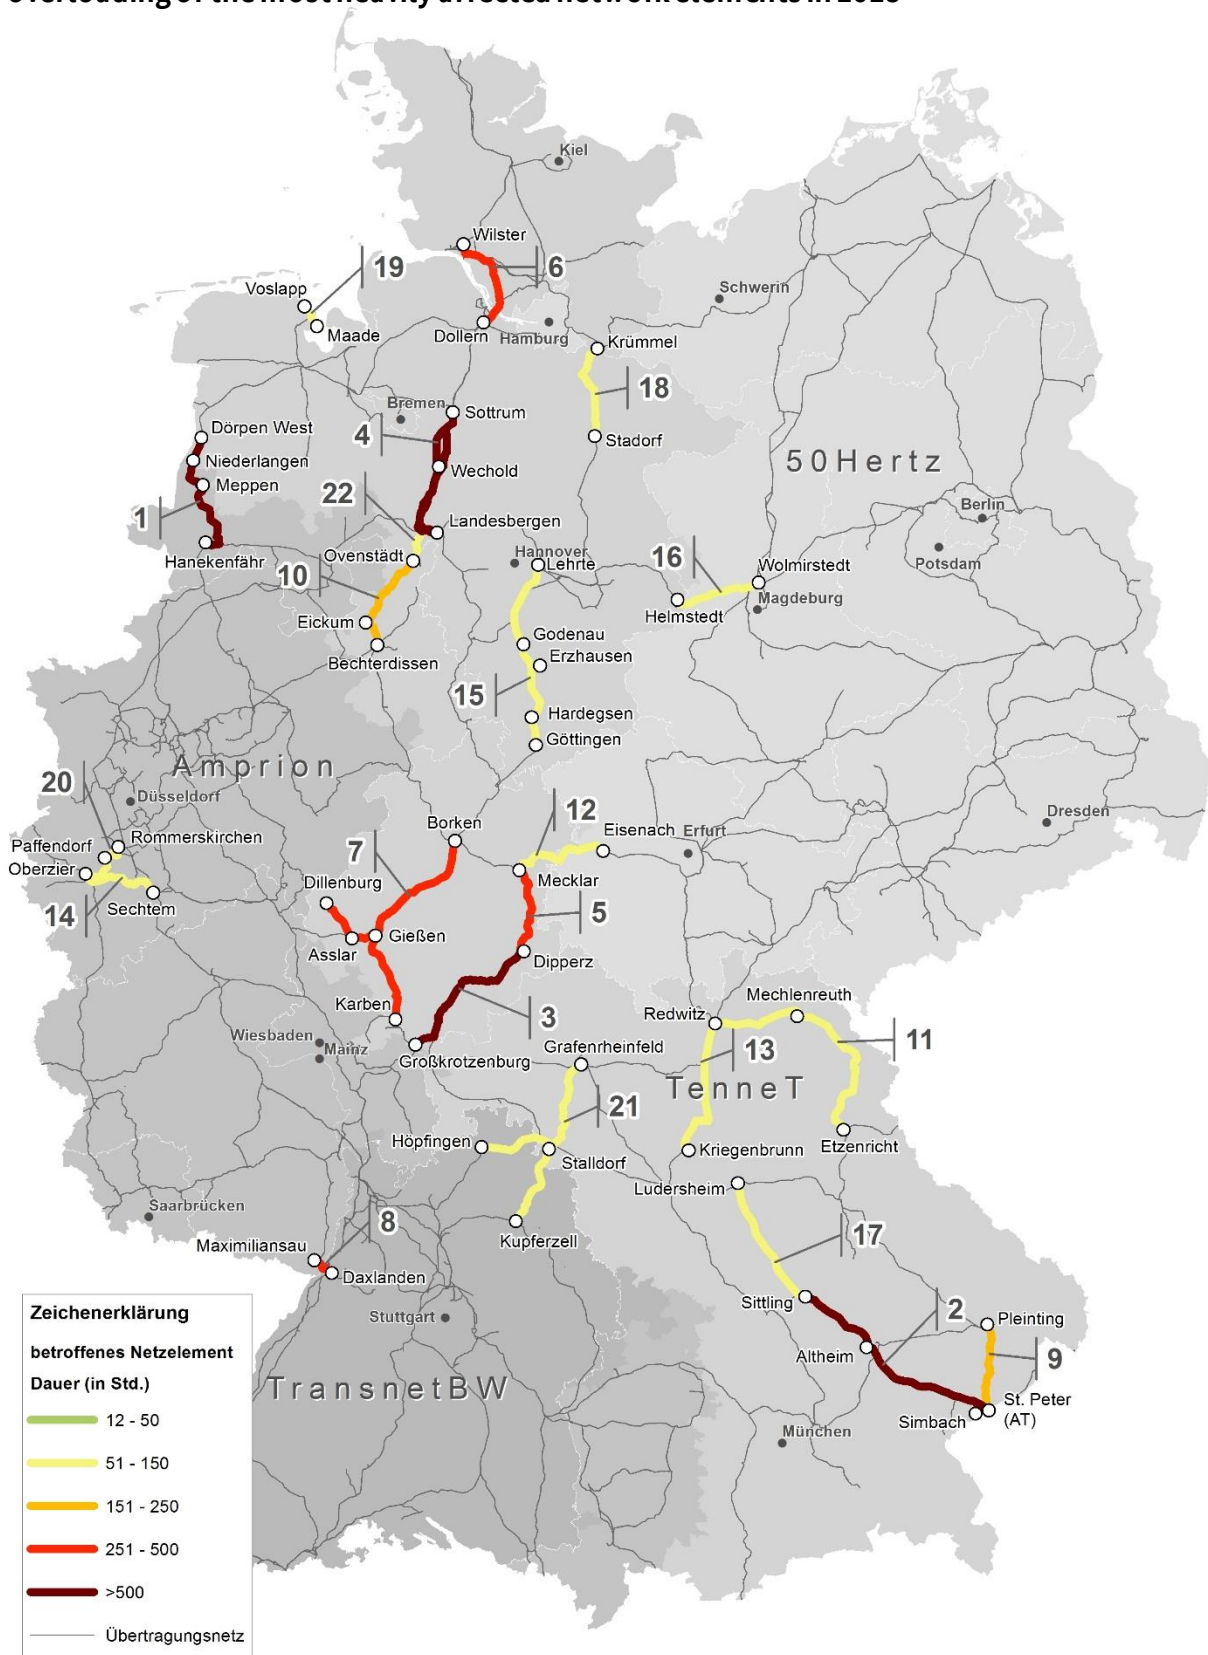 Kiel
Wilster
19
6
Voslapp
Schwerin
Maade
Dollern
Hamburg
Krümmel
18
Bremen
Sottrum
Dörpen West
4
Stadorf
50Hertz
Niederlangen
Wechold
Meppen
22
Berlin
1
Landesbergen
Hannover
16
Hanekenfähr
Ovenstädt
Lehrte
Wolmirstedt
Potsdam
10
Magdeburg
Helmstedt
Eickum
Godenau
Bechterdissen
Erzhausen
15
Hardegsen
Göttingen
Amprion
20
Düsseldorf
12
Dresden
Borken
Eisenach
Erfurt
Rommerskirchen
Paffendorf
7
Oberzier
Mecklar
Dillenburg
14
Sechtem
5
Gießen
Asslar
Dipperz
Mechlenreuth
Karben
Redwitz
3
Wiesbaden
11
Mainz
Großkrotzenburg
Grafenrheinfeld
13
TenneT
21
Höpfingen
Etzenricht
Stalldorf
Kriegenbrunn
Ludersheim
Saarbrücken
8
Kupferzell
17
Maximiliansau
Daxlanden
Sittling
2
Stuttgart
Pleinting
Altheim
9
TransnetBW
St. Peter
(AT)
Simbach
München
Zeichenerklärung
betroffenes Netzelement
Dauer (in Std.)
12 - 50
51 - 150
151 - 250
251 - 500
>500
Übertragungsnetz